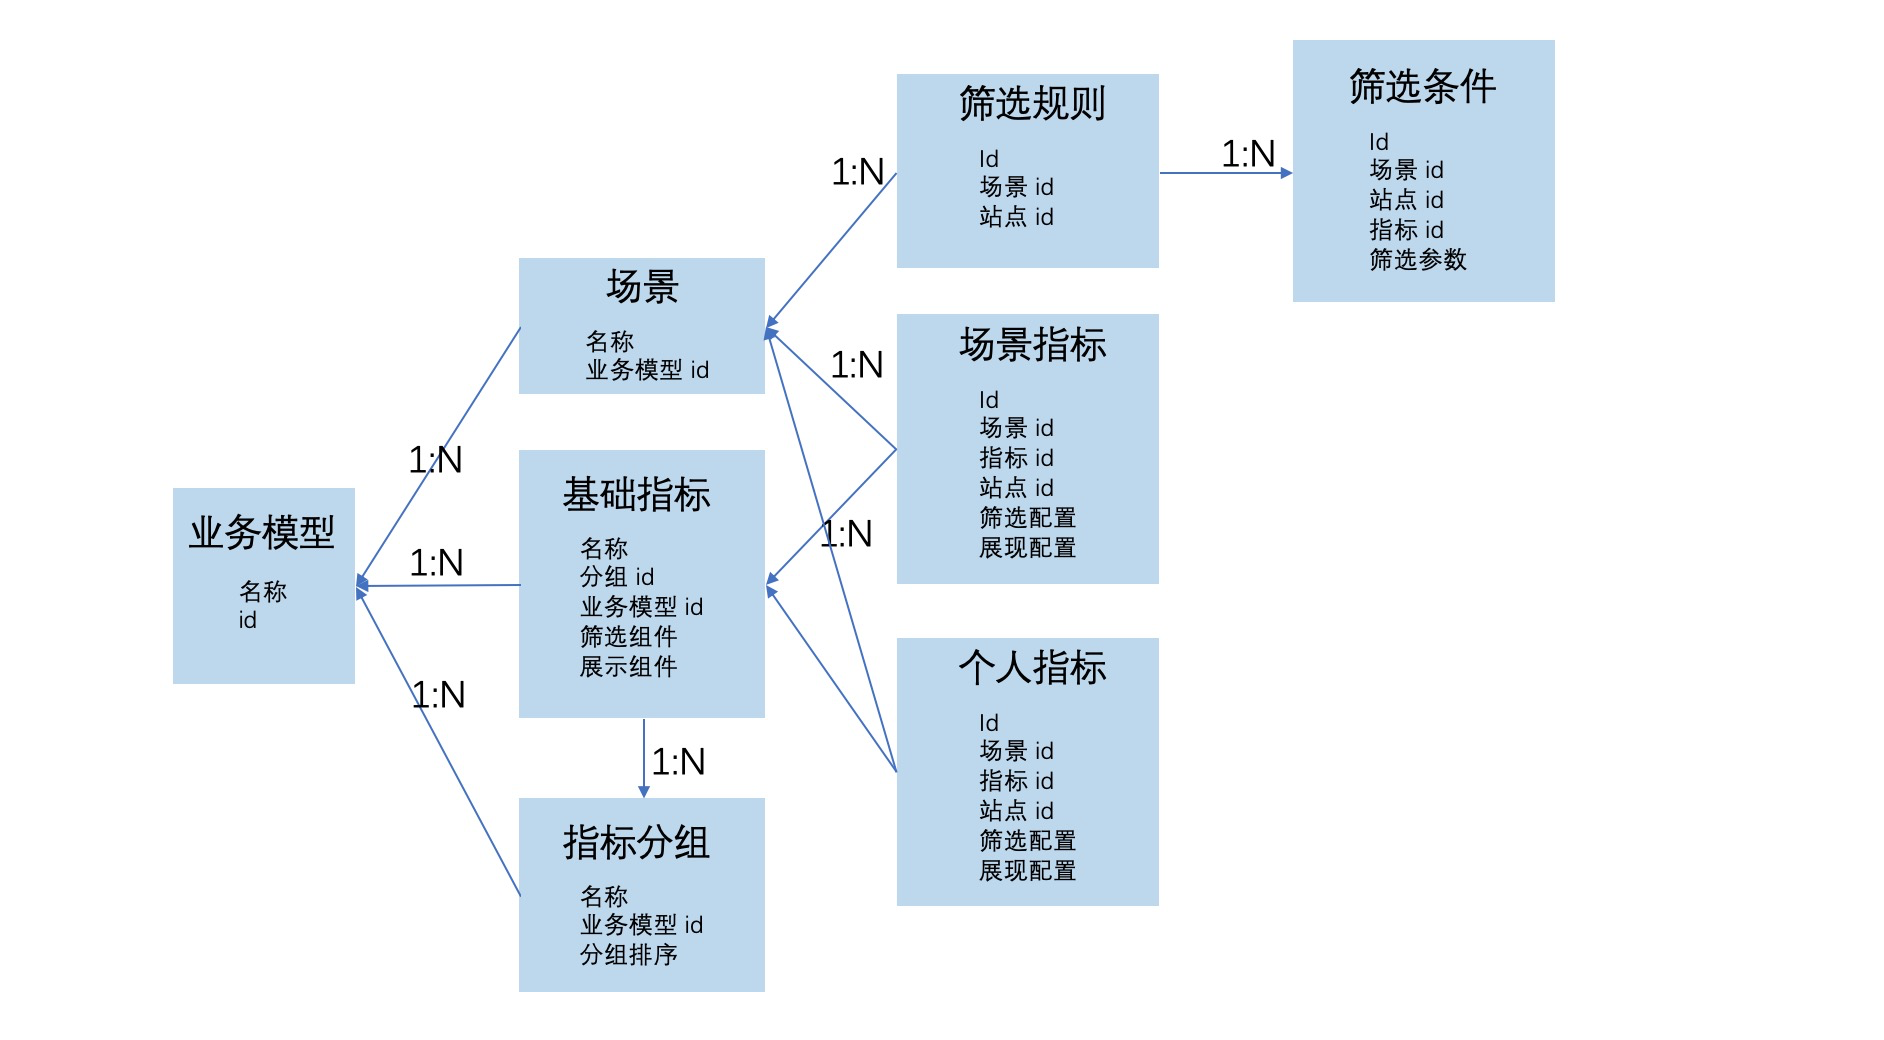 业务模型
名称
id
1:N
1:N
1:N
场景
名称
业务模型 id
基础指标
名称
分组 id
业务模型 id
筛选组件
展示组件
1:N
指标分组
名称
业务模型 id
分组排序
1:N
1:N
1:N
筛选规则
Id
场景 id
站点 id
场景指标
Id
场景 id
指标 id
站点 id
筛选配置
展现配置
个人指标
Id
场景 id
指标 id
站点 id
筛选配置
展现配置
1:N
筛选条件
Id
场景 id
站点 id
指标 id
筛选参数